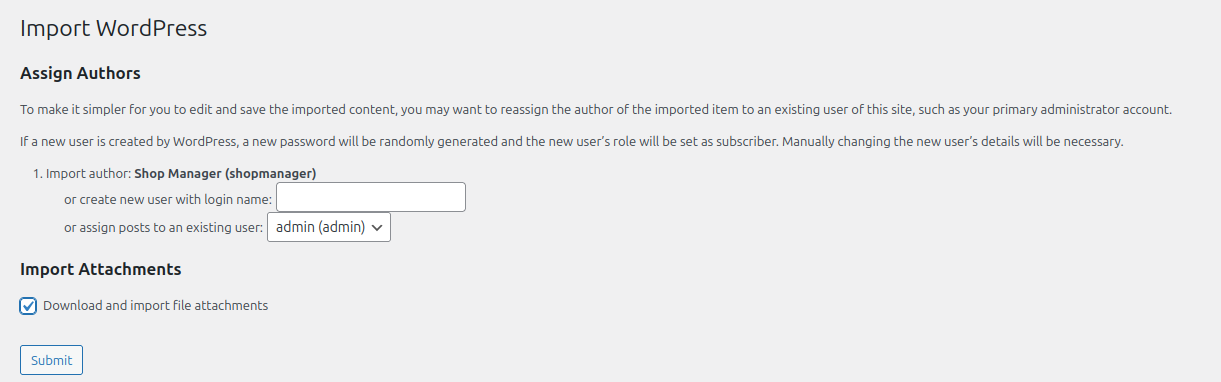 Import WordPress
Assign Authors
To make it simpler for you to edit and save the imported content, you may want to reassign the author of the imported item to an existing user of this site, such as your primary administrator account.
If a new user is created by WordPress, a new password will be randomly generated and the new user’s role will be set as subscriber. Manually changing the new user’s details will be necessary.
1. Import author: Shop Manager (shopmanager)
or create new user with login name:
or assign posts to an existing user: admin (admin)
Import Attachments
Download and import file attachments
Submit